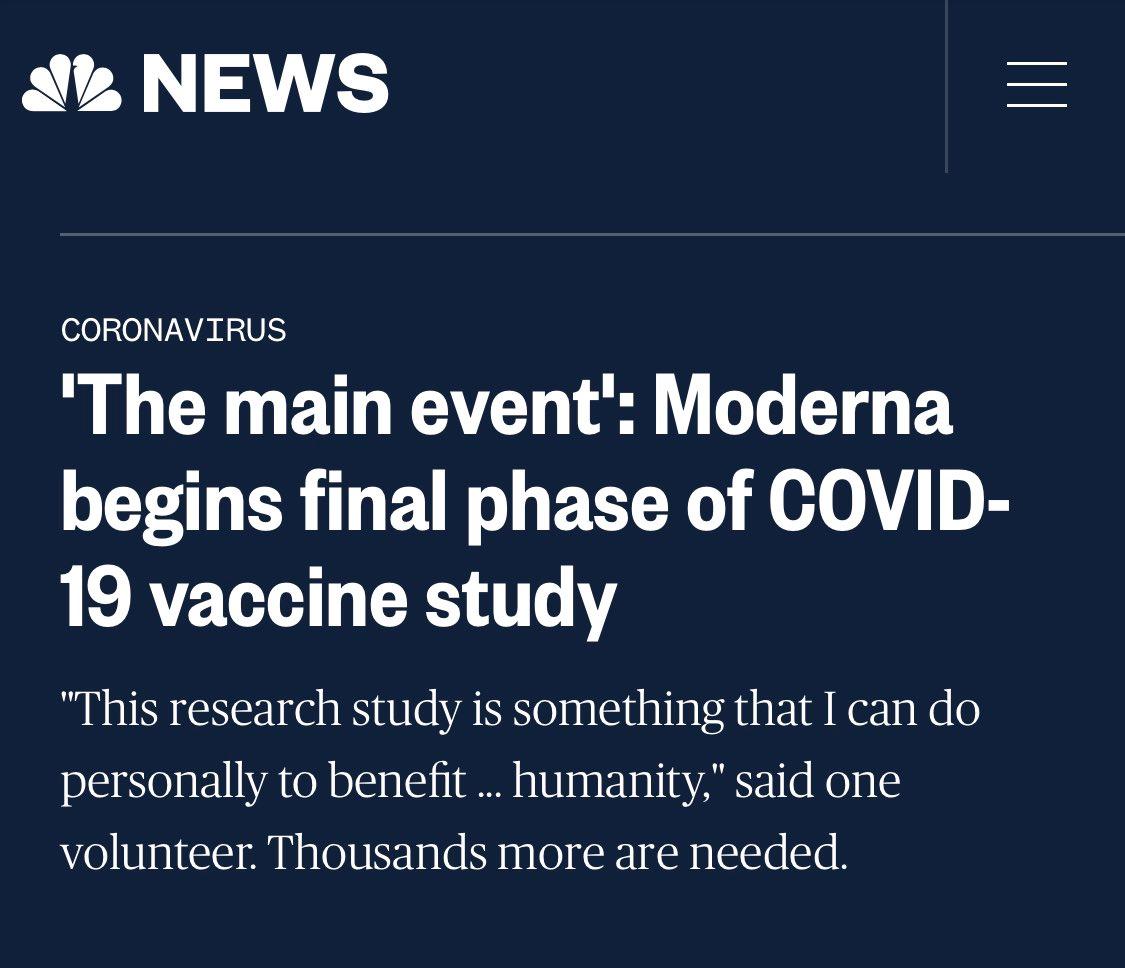 NEWS
CORONAVIRUS
'The main event': Moderna
begins final phase of COVID-
19 vaccine study
"This research study is something that I can do
personally to benefit ... humanity," said one
volunteer. Thousands more are needed.